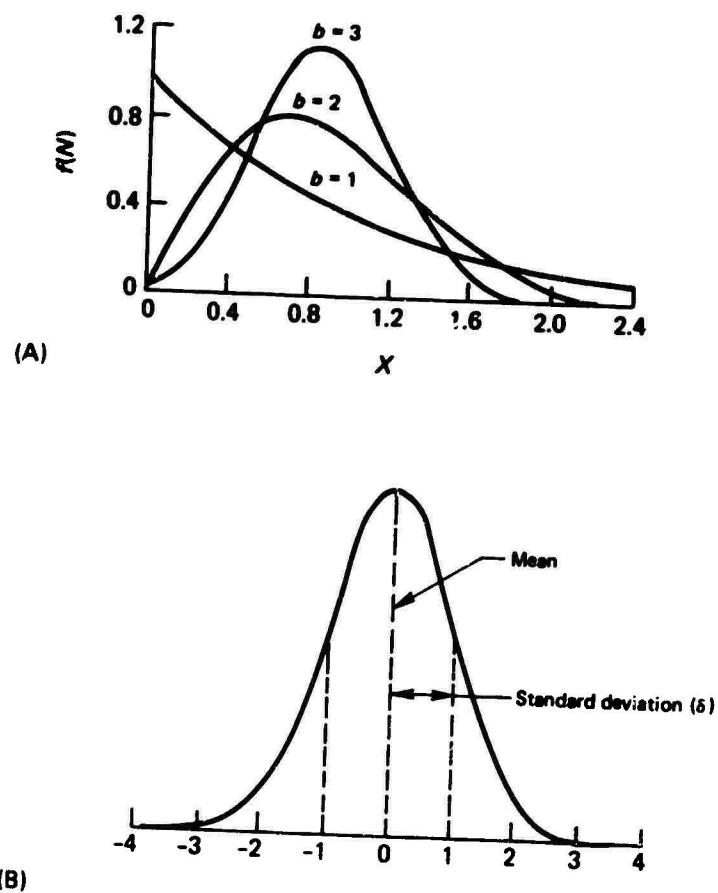 1.2
b = 3
0.8
b = 2
f(N)
b = 1
0.4
0
0 0.4 0.8 1.2 1.6 2.0 2.4
(A)
X
Mean
Standard deviation (δ)
-4 -3 -2 -1 0 1 2 3 4
(B)